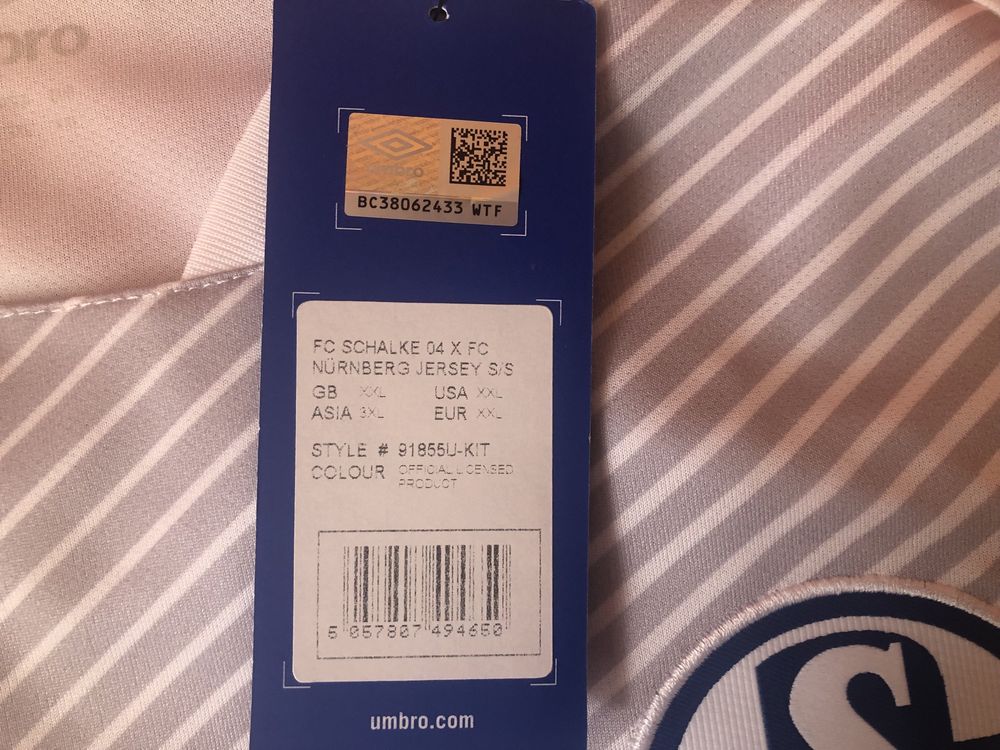 umbro
BC38062433 WTF
FC SCHALKE 04 X FC
NÜRNBERG JERSEY S/S
GB XXL USA XXL
ASIA 3XL EUR XXL
STYLE # 91855U-KIT
COLOUR OFFICIAL LICENSED
PRODUCT
5 057807 494650
umbro.com
S